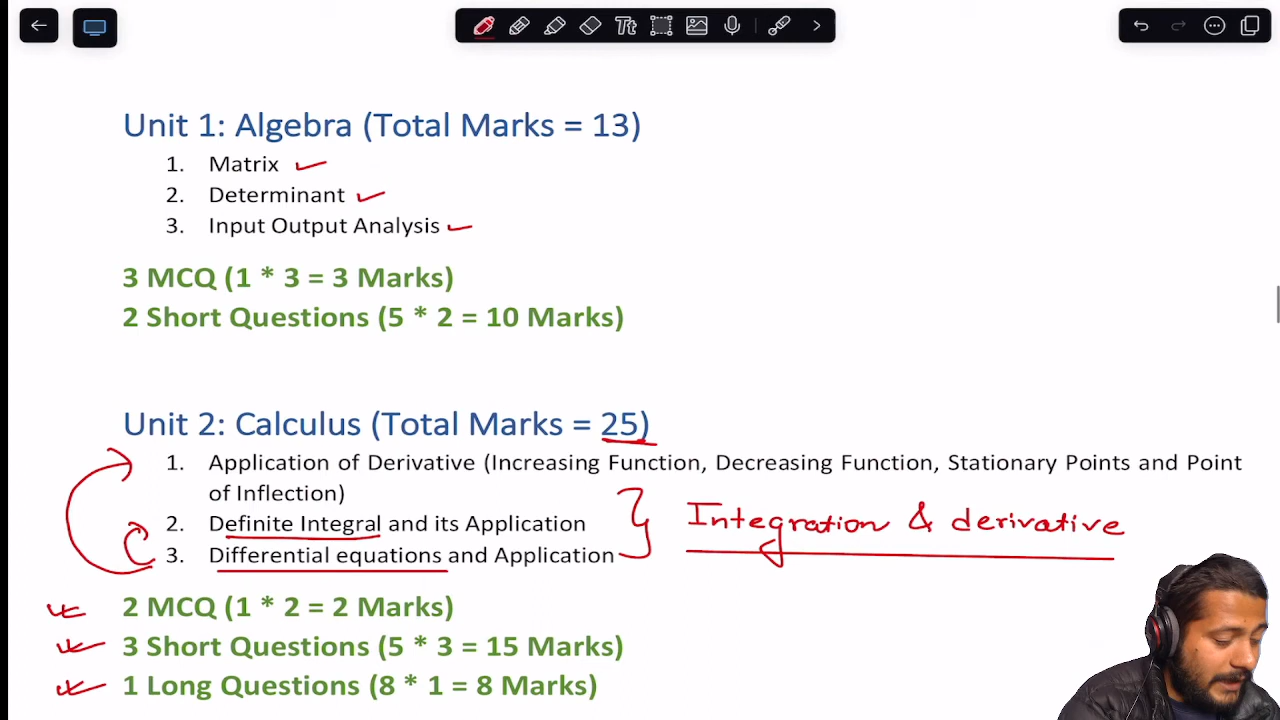 Tt
Unit 1: Algebra (Total Marks = 13)
1. Matrix
2. Determinant
3. Input Output Analysis
3 MCQ (1 * 3 = 3 Marks)
2 Short Questions (5 * 2 = 10 Marks)
Unit 2: Calculus (Total Marks = 25)
1. Application of Derivative (Increasing Function, Decreasing Function, Stationary Points and Point
of Inflection)
2. Definite Integral and its Application
3. Differential equations and Application
Integration & derivative
2 MCQ (1 * 2 = 2 Marks)
3 Short Questions (5 * 3 = 15 Marks)
1 Long Questions (8 * 1 = 8 Marks)